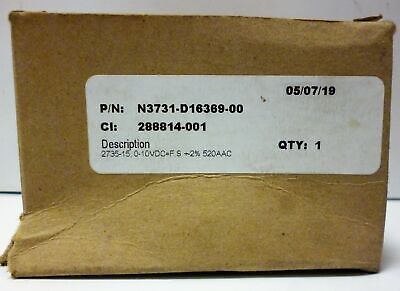 05/07/19
P/N: N3731-D16369-00
CI: 288814-001
Description QTY: 1
2735-15, 0-10VDC=F.S. +-2% 520AAC